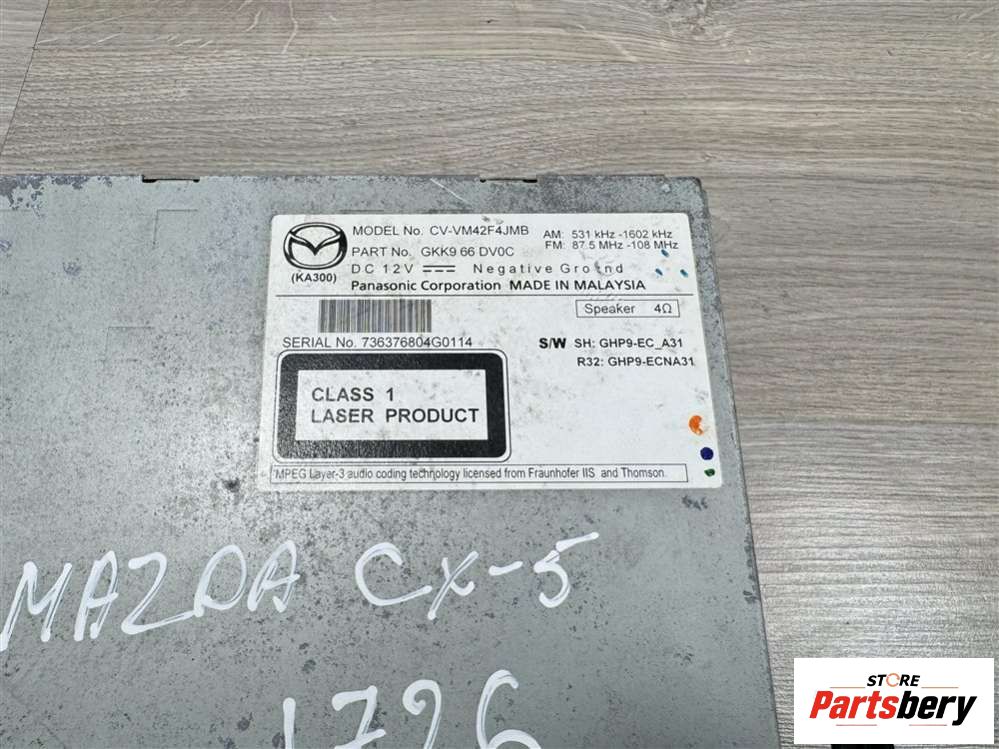 MODEL No. CV-VM42F4JMB AM: 531 kHz -1602 kHz
FM: 87.5 MHz -108 MHz
PART No. GKK9 66 DV0C
(KA300)
DC 12V Negative Ground
Panasonic Corporation MADE IN MALAYSIA
Speaker 4Ω
SERIAL No. 736376804G0114
S/W SH: GHP9-EC_A31
R32: GHP9-ECNA31
CLASS 1
LASER PRODUCT
MPEG Layer-3 audio coding technology licensed from Fraunhofer IIS and Thomson.
MAZDA CX-5
1726
STORE
Partsbery